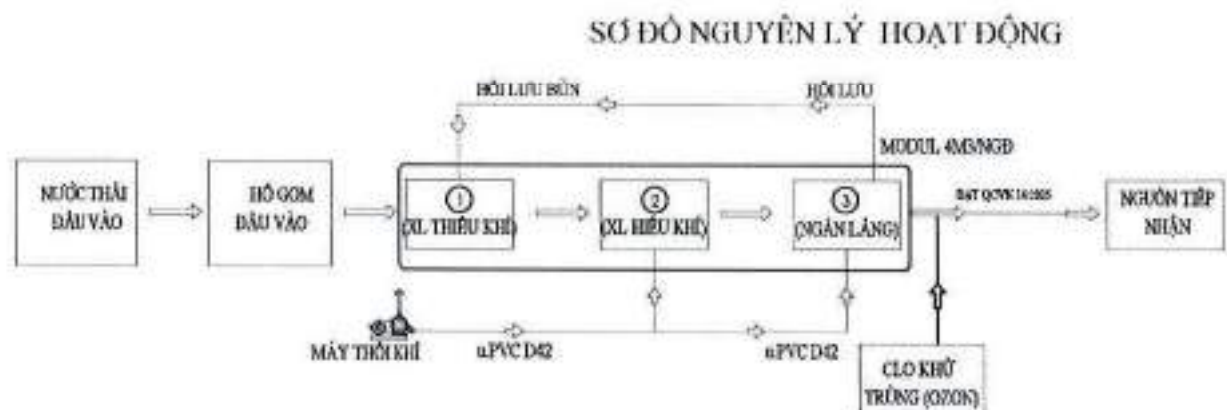 SƠ ĐỒ NGUYÊN LÝ HOẠT ĐỘNG
HỒI LƯU BÙN
HỒI LƯU
MODUL 4M3/NGĐ
NƯỚC THẢI
ĐẦU VÀO
HỐ GOM
ĐẦU VÀO
1
(XL THIẾU KHÍ)
2
(XL HIẾU KHÍ)
3
(NGĂN LẮNG)
ĐẠT QCVN
NGUỒN TIẾP
NHẬN
MÁY THỔI KHÍ
u.PVC D42
u.PVC D42
CLO KHỬ
TRÙNG (OZON)